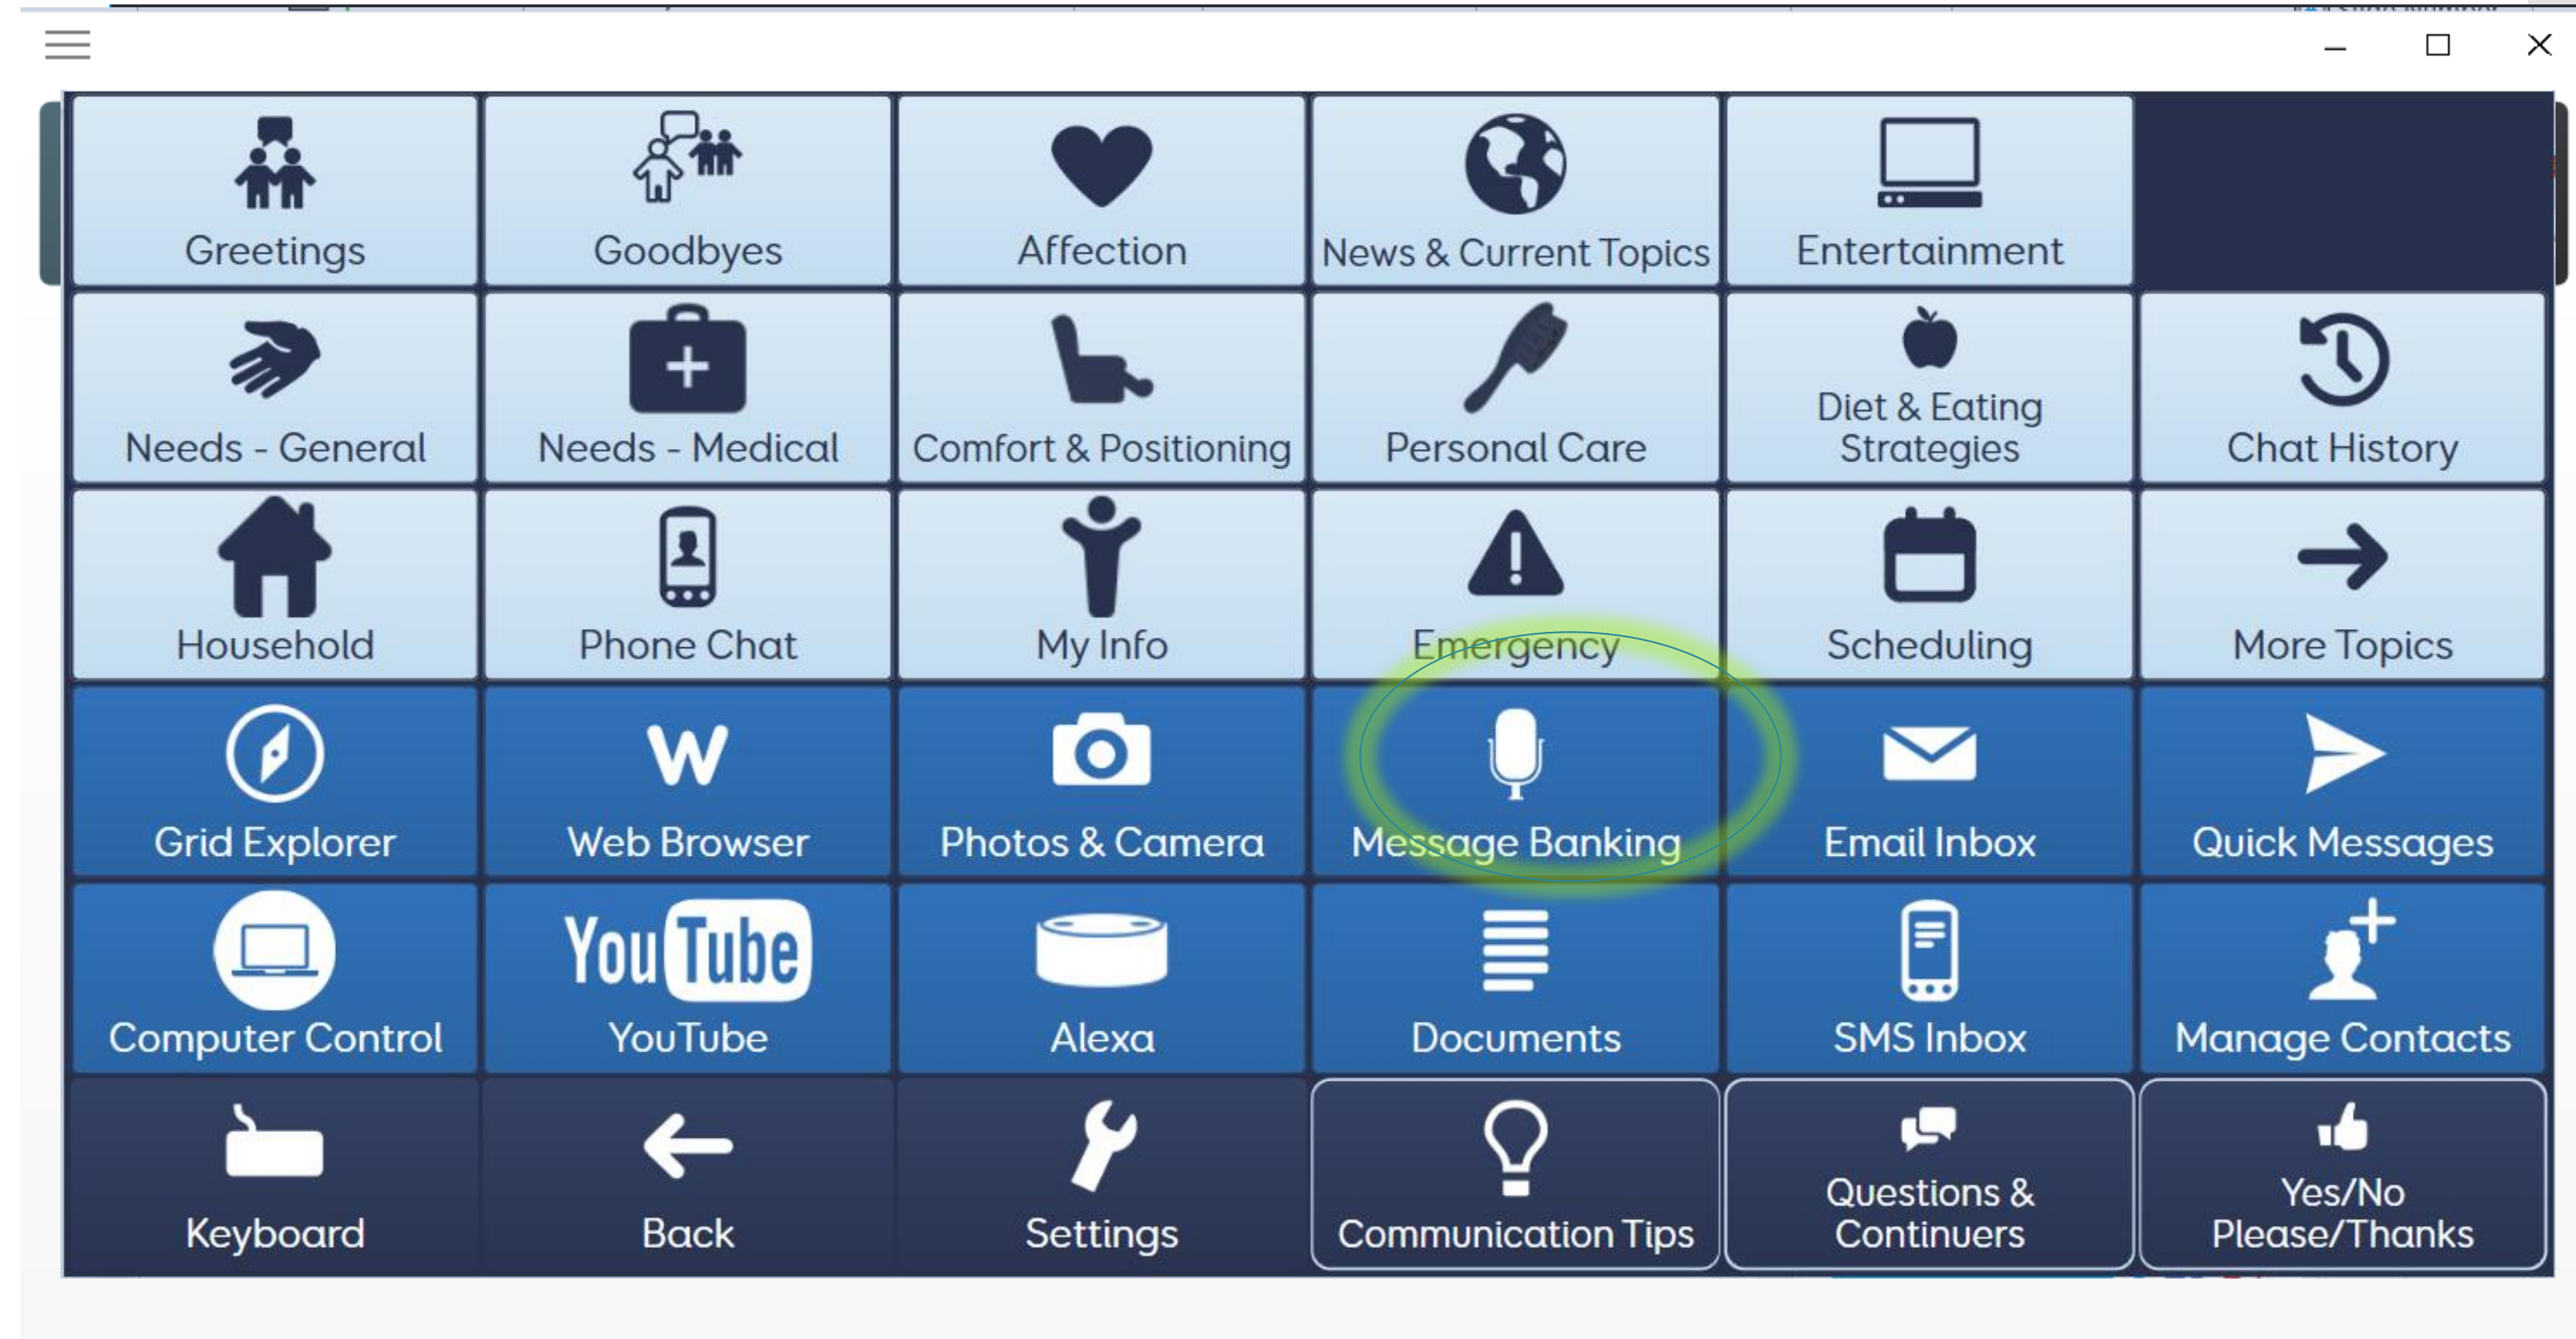 Greetings
Goodbyes
Affection
News & Current Topics
Entertainment
Needs - General
Needs - Medical
Comfort & Positioning
Personal Care
Diet & Eating
Strategies
Chat History
Household
Phone Chat
My Info
Emergency
Scheduling
More Topics
Grid Explorer
W
Web Browser
Photos & Camera
Message Banking
Email Inbox
Quick Messages
Computer Control
YouTube
YouTube
Alexa
Documents
SMS Inbox
Manage Contacts
Keyboard
Back
Settings
Communication Tips
Questions &
Continuers
Yes/No
Please/Thanks